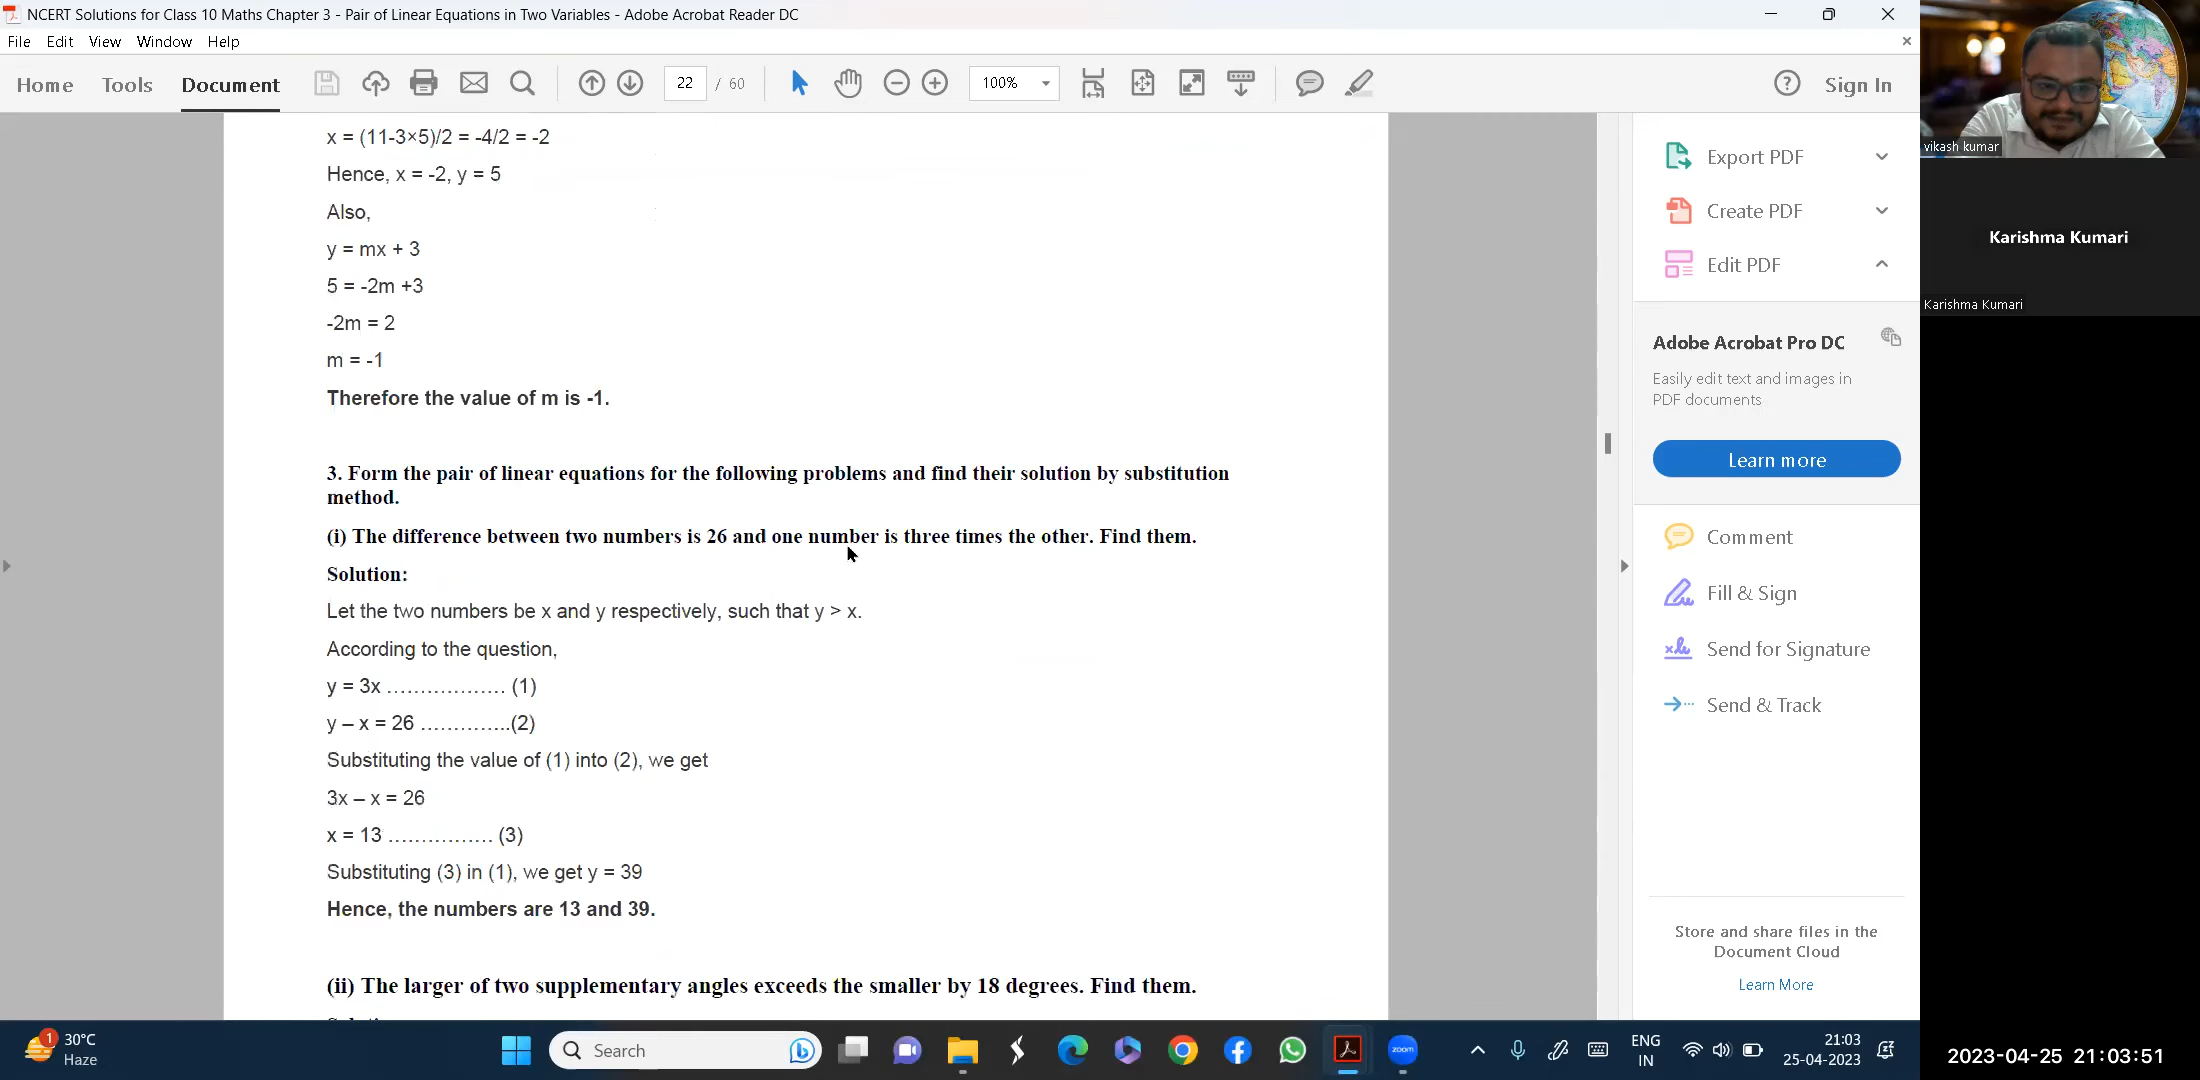 NCERT Solutions for Class 10 Maths Chapter 3 - Pair of Linear Equations in Two Variables - Adobe Acrobat Reader DC
File Edit View Window Help
Home Tools Document 22 / 60 100% Sign In
x = (11-3×5)/2 = -4/2 = -2
Hence, x = -2, y = 5
Also,
y = mx + 3
5 = -2m +3
-2m = 2
m = -1
Therefore the value of m is -1.
3. Form the pair of linear equations for the following problems and find their solution by substitution
method.
(i) The difference between two numbers is 26 and one number is three times the other. Find them.
Solution:
Let the two numbers be x and y respectively, such that y > x.
According to the question,
y = 3x ……………… (1)
y – x = 26 …………..(2)
Substituting the value of (1) into (2), we get
3x – x = 26
x = 13 ……………. (3)
Substituting (3) in (1), we get y = 39
Hence, the numbers are 13 and 39.
(ii) The larger of two supplementary angles exceeds the smaller by 18 degrees. Find them.
Export PDF
Create PDF
Edit PDF
Adobe Acrobat Pro DC
Easily edit text and images in
PDF documents
Learn more
Comment
Fill & Sign
Send for Signature
Send & Track
Store and share files in the
Document Cloud
Learn More
vikash kumar
Karishma Kumari
Karishma Kumari
1
30°C
Haze
Search
zoom
ENG
IN
21:03
25-04-2023
2023-04-25 21:03:51